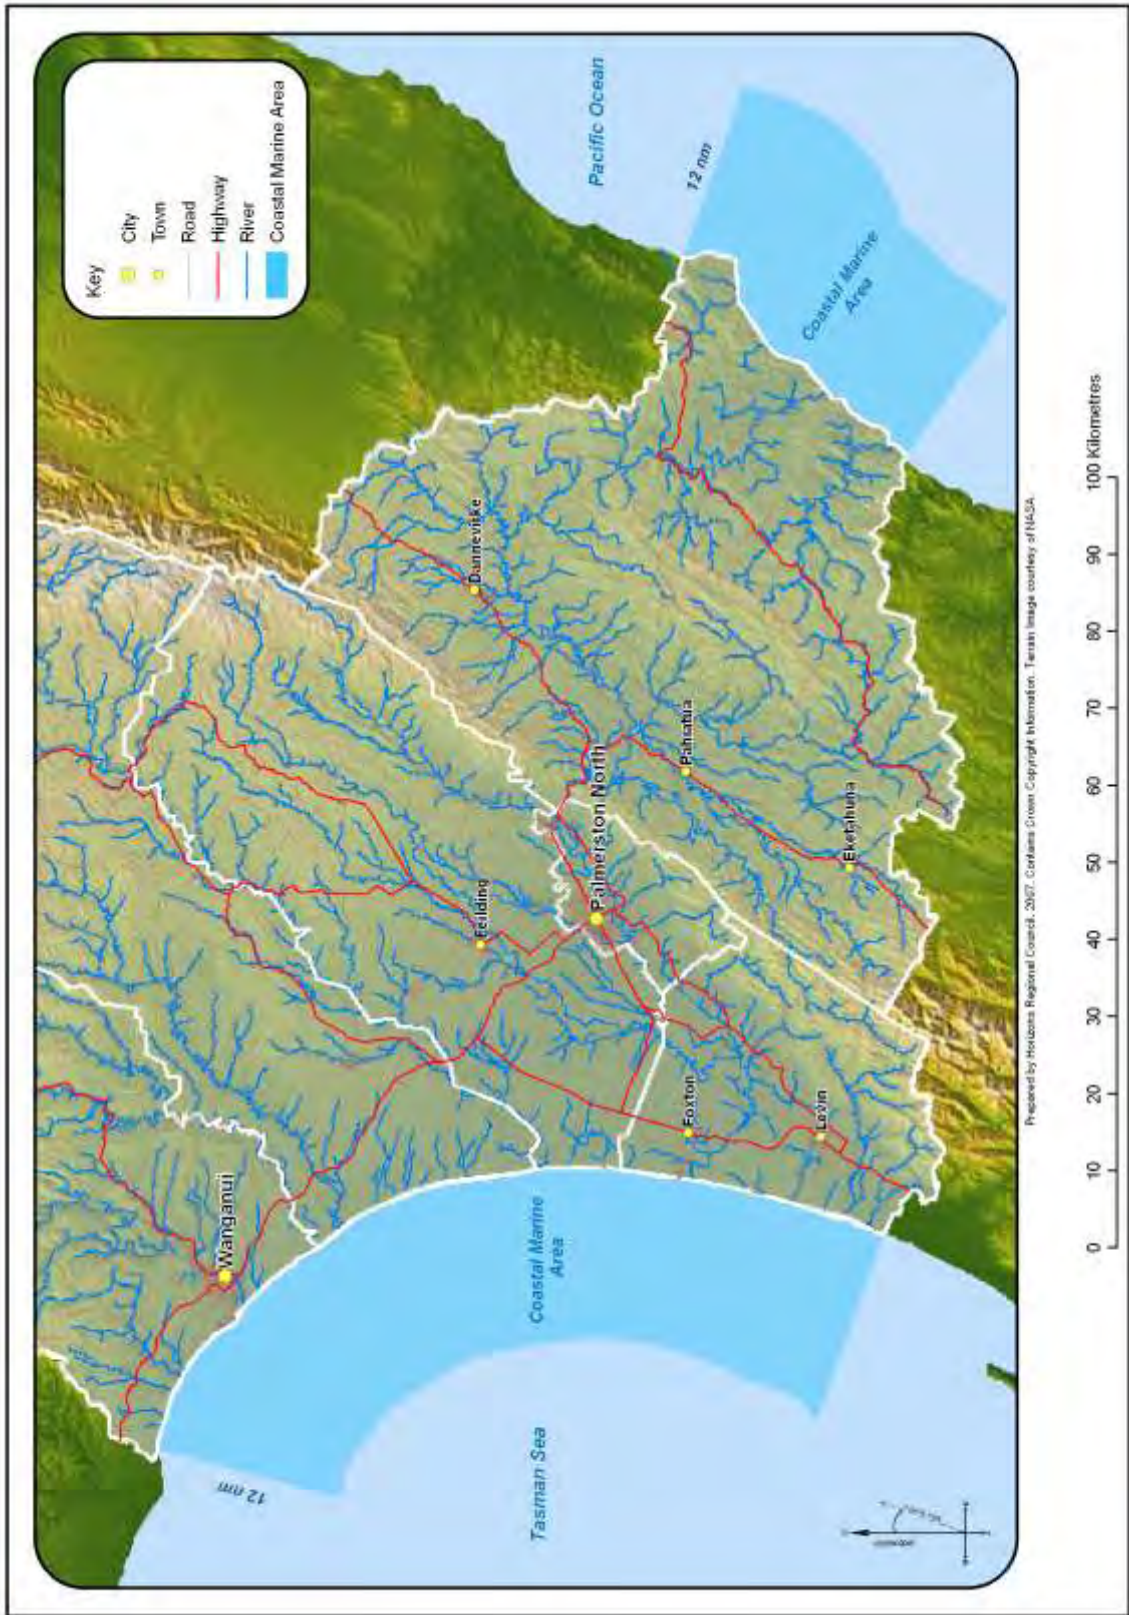 Key
City
Town
Road
Highway
River
Coastal Marine Area
Pacific Ocean
12 nm
Coastal Marine
Area
Dannevirke
Pahiatua
Eketahuna
Palmerston North
Feilding
Foxton
Levin
Wanganui
Coastal Marine
Area
Tasman Sea
12 nm
Prepared by Horizons Regional Council. 2007. Contains Crown Copyright Information. Terrain Image courtesy of NASA
0 10 20 30 40 50 60 70 80 90 100 Kilometres